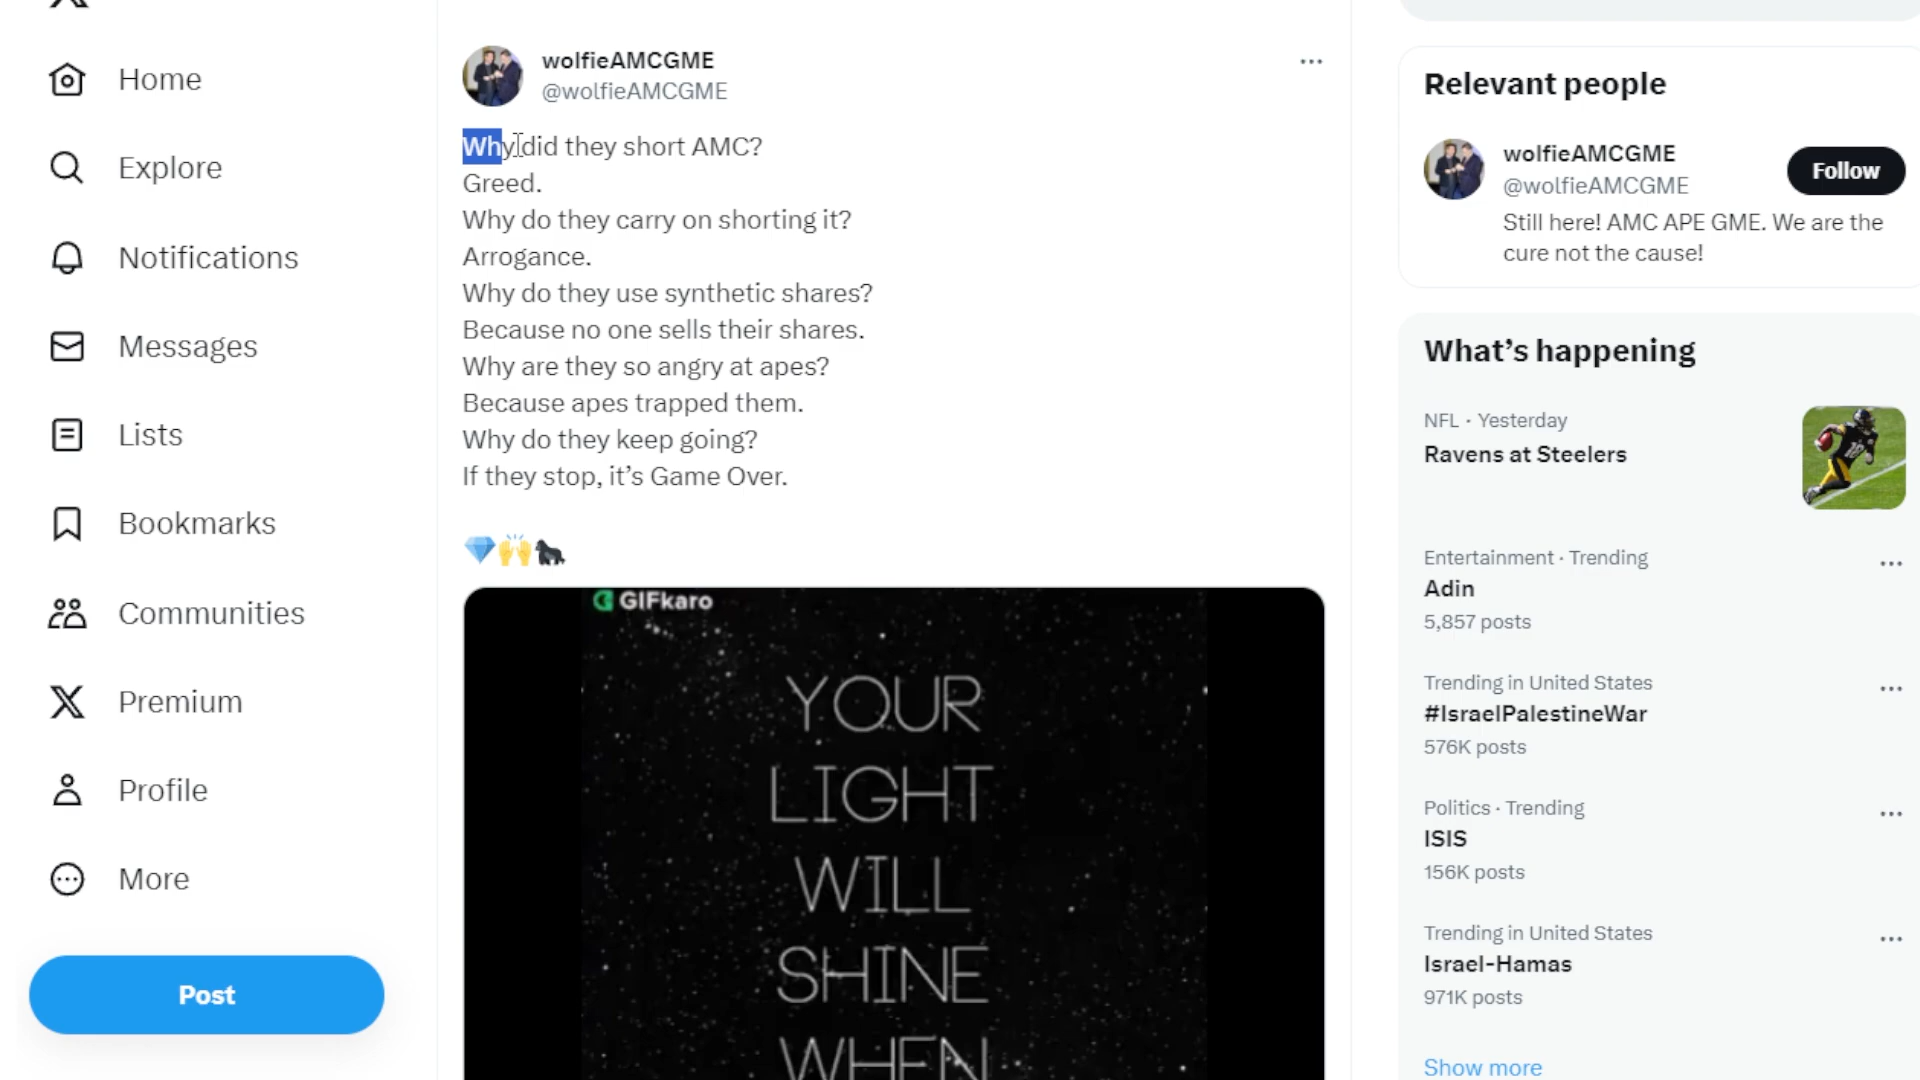 Home
Explore
Notifications
Messages
Lists
Bookmarks
Communities
Premium
Profile
More
Post
wolfieAMCGME
@wolfieAMCGME
Why did they short AMC?
Greed.
Why do they carry on shorting it?
Arrogance.
Why do they use synthetic shares?
Because no one sells their shares.
Why are they so angry at apes?
Because apes trapped them.
Why do they keep going?
If they stop, it’s Game Over.
💎🙌🦍
GIFkaro
YOUR
LIGHT
WILL
SHINE
WHEN
Relevant people
wolfieAMCGME
@wolfieAMCGME
Follow
Still here! AMC APE GME. We are the
cure not the cause!
What’s happening
NFL · Yesterday
Ravens at Steelers
Entertainment · Trending
Adin
5,857 posts
Trending in United States
#IsraelPalestineWar
576K posts
Politics · Trending
ISIS
156K posts
Trending in United States
Israel-Hamas
971K posts
Show more